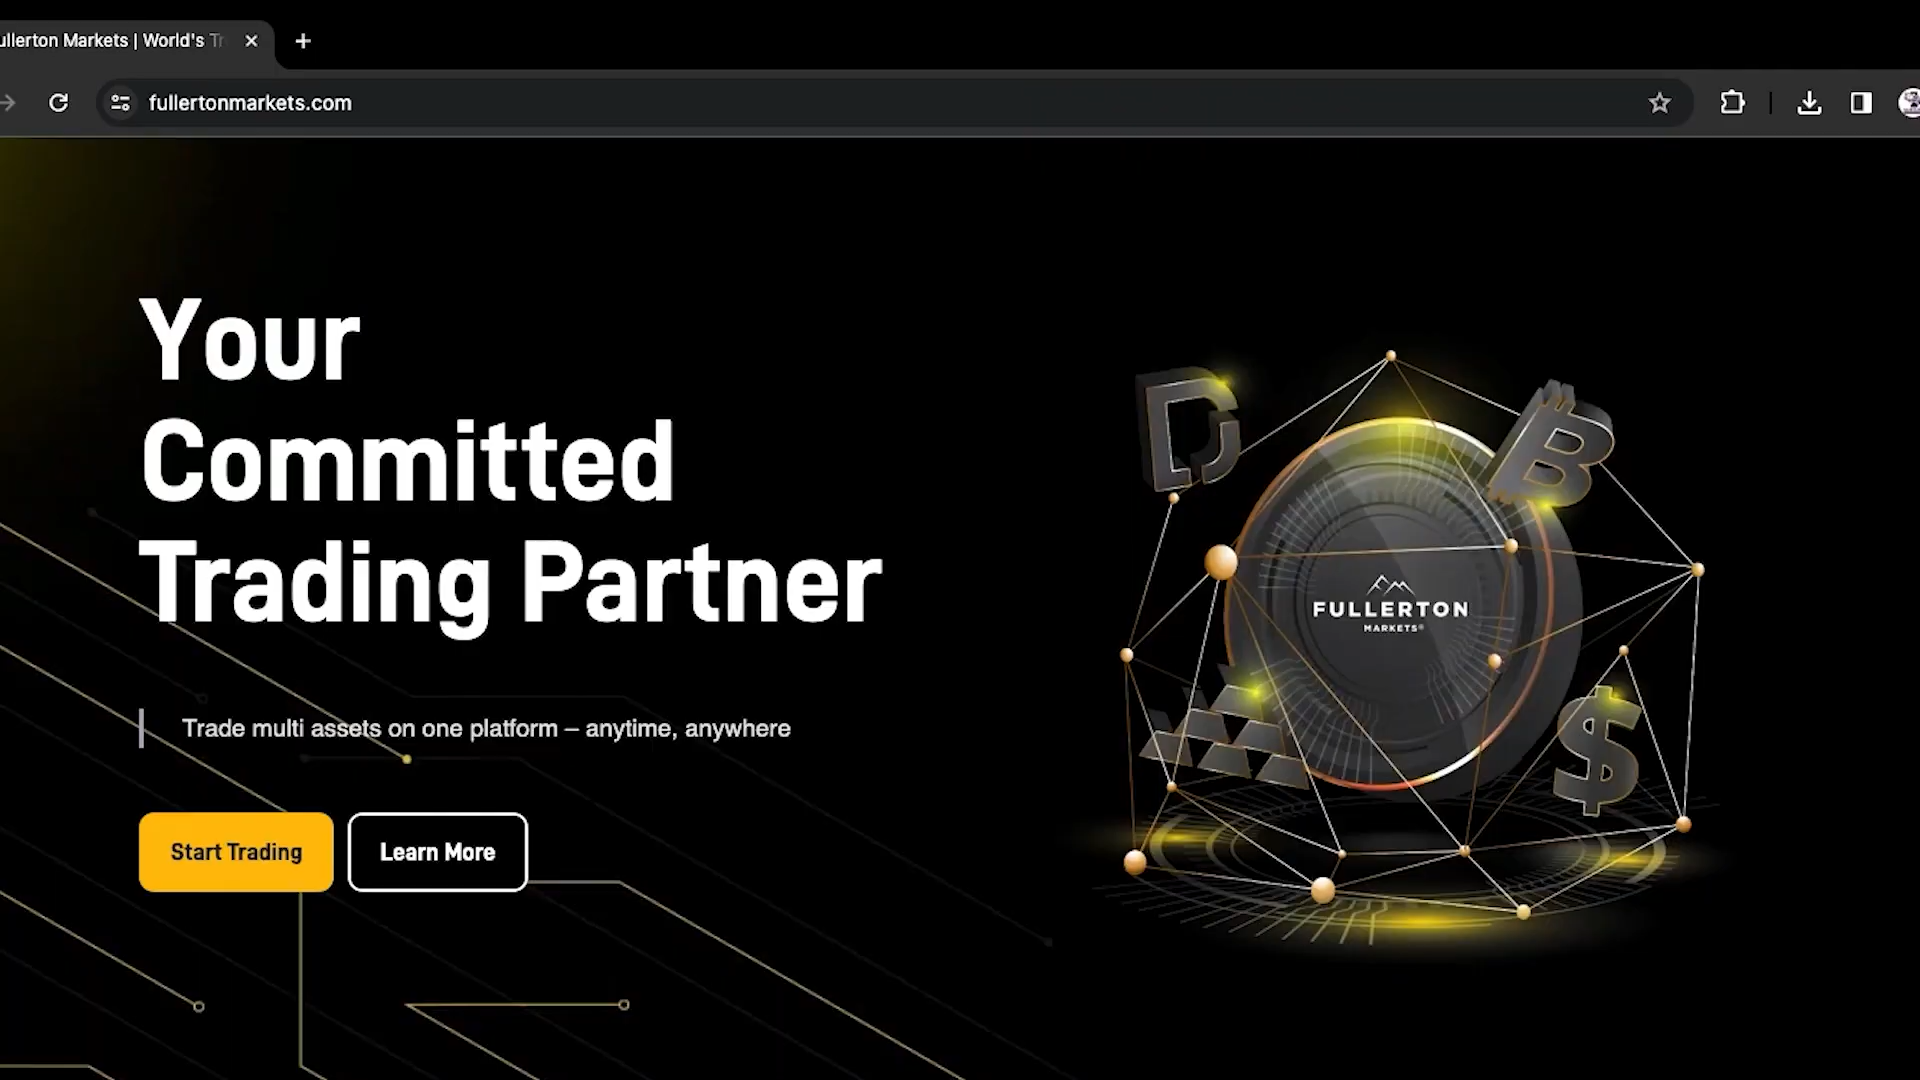 ullerton Markets | World's Tr
fullertonmarkets.com
Your
Committed
Trading Partner
Trade multi assets on one platform – anytime, anywhere
Start Trading
Learn More
FULLERTON
MARKETS®